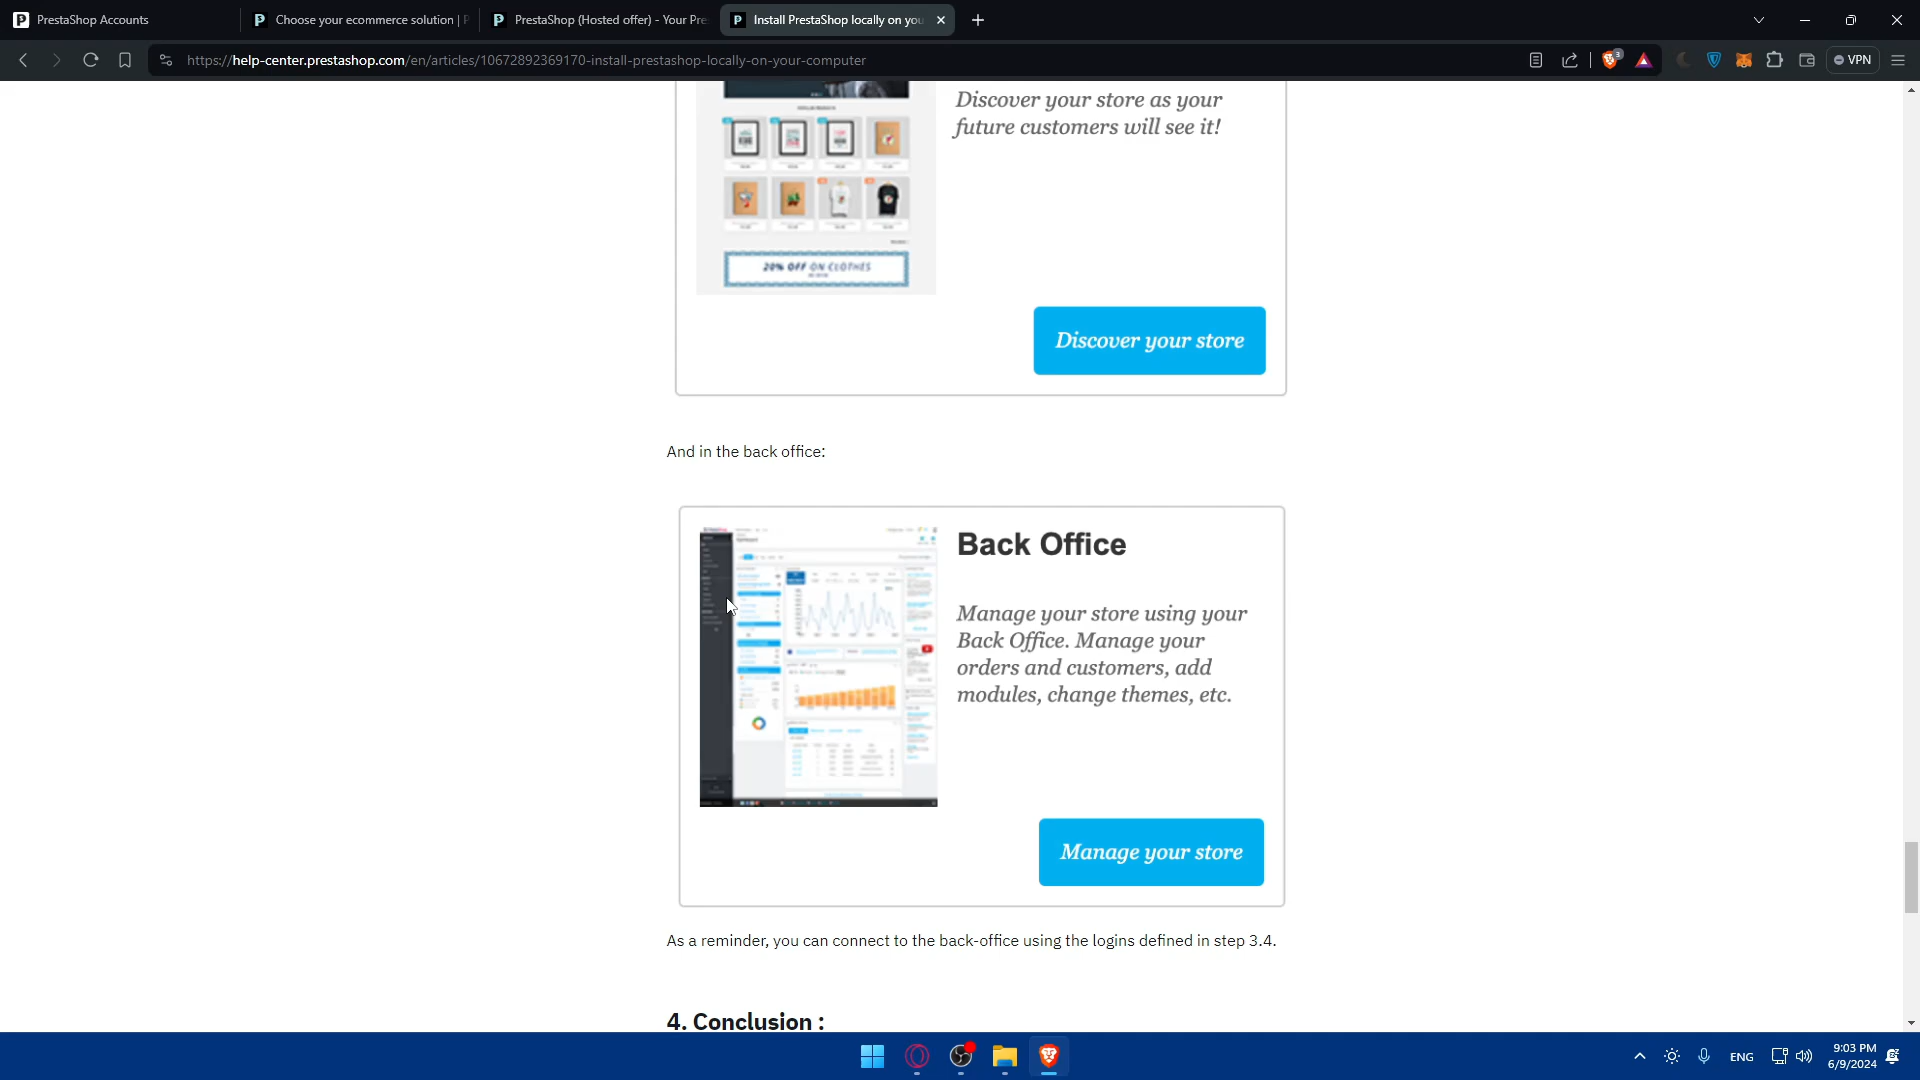 PrestaShop Accounts
Choose your ecommerce solution | P
PrestaShop (Hosted offer) - Your Pre
Install PrestaShop locally on you
https://help-center.prestashop.com/en/articles/10672892369170-install-prestashop-locally-on-your-computer
3
VPN
Discover your store as your
future customers will see it!
20% OFF ON CLOTHES
Discover your store
And in the back office:
Back Office
Manage your store using your
Back Office. Manage your
orders and customers, add
modules, change themes, etc.
Manage your store
As a reminder, you can connect to the back-office using the logins defined in step 3.4.
4. Conclusion :
ENG
9:03 PM
6/9/2024